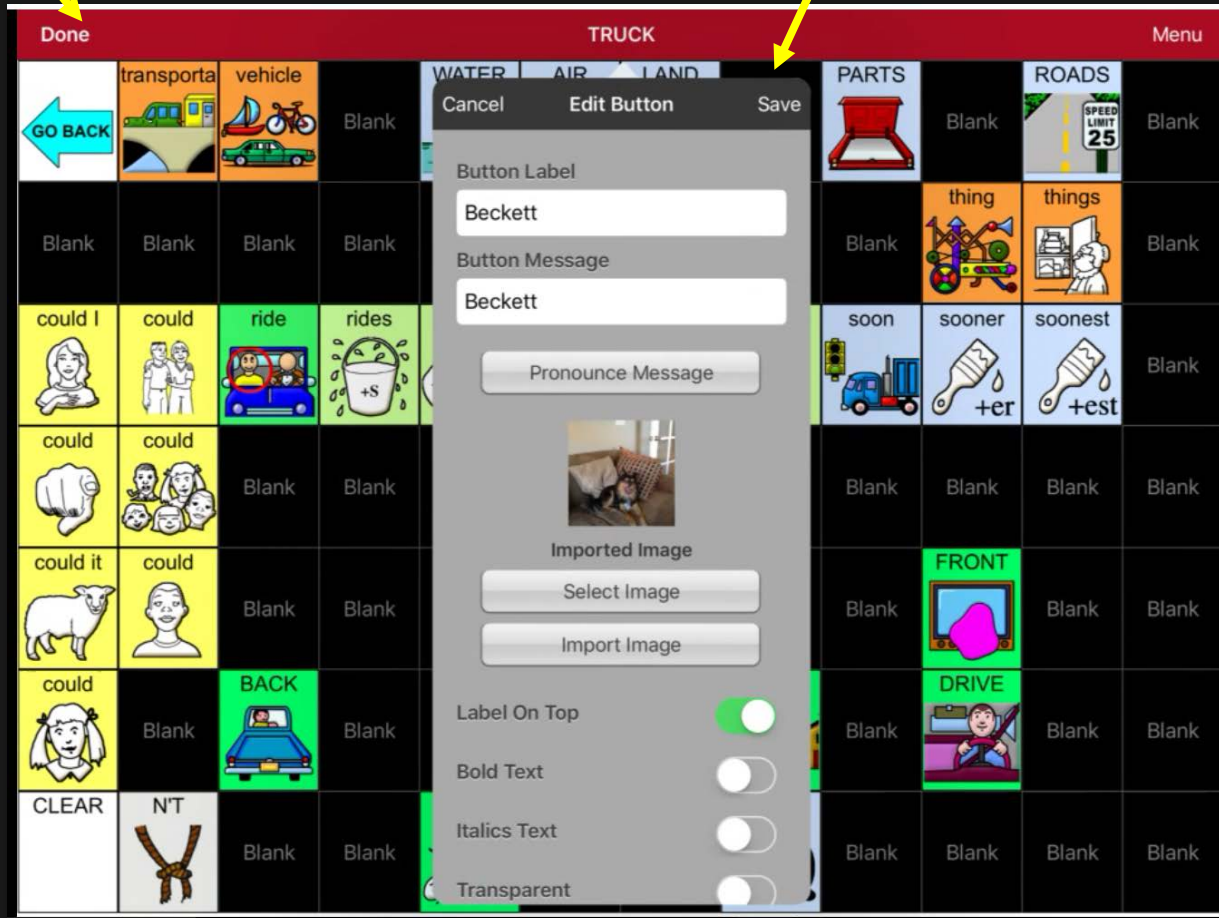 Done TRUCK Menu
transporta vehicle WATER AIR LAND PARTS ROADS
GO BACK Blank Blank SPEED LIMIT 25 Blank
Cancel Edit Button Save
Button Label
Beckett
thing things
Blank Blank Blank Blank Blank Blank
Button Message
Beckett
could I could ride rides soon sooner soonest
+S +er +est Blank
Pronounce Message
could could
Blank Blank Blank Blank Blank Blank
Imported Image
could it could FRONT
Select Image
Blank Blank Blank Blank Blank
Import Image
could BACK DRIVE
Label On Top
Blank Blank Blank Blank Blank
Bold Text
CLEAR N'T
Italics Text
Blank Blank Blank Blank Blank Blank
Transparent